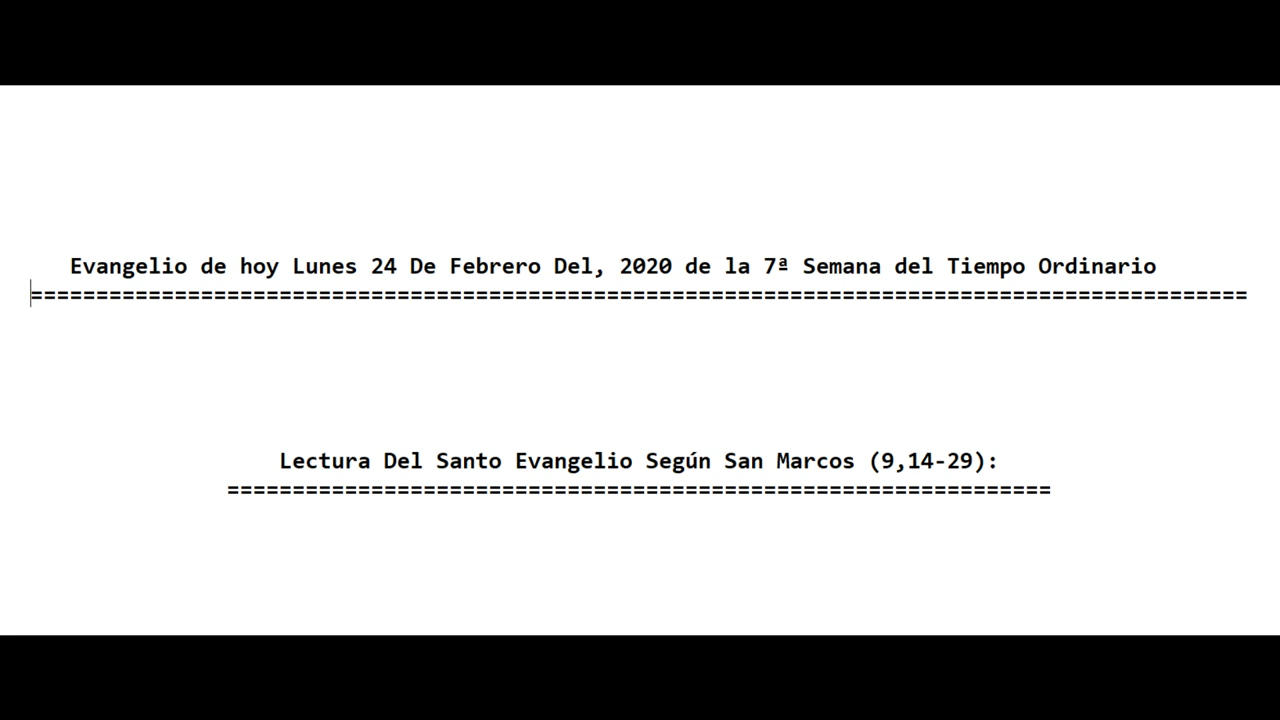 Evangelio de hoy Lunes 24 De Febrero Del, 2020 de la 7ª Semana del Tiempo Ordinario
=============================================================================================
Lectura Del Santo Evangelio Según San Marcos (9,14-29):
===============================================================